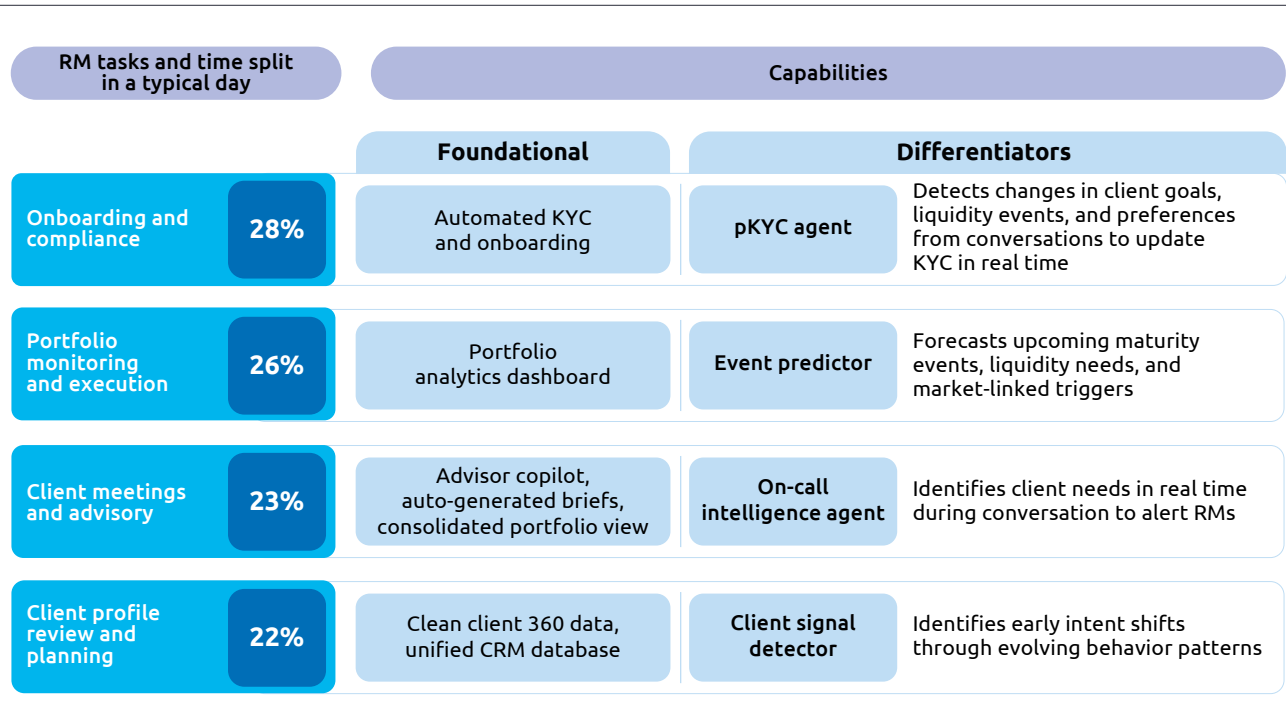 RM tasks and time split
in a typical day
Capabilities
Foundational
Differentiators
Onboarding and
compliance
28%
Automated KYC
and onboarding
pKYC agent
Detects changes in client goals,
liquidity events, and preferences
from conversations to update
KYC in real time
Portfolio
monitoring
and execution
26%
Portfolio
analytics dashboard
Event predictor
Forecasts upcoming maturity
events, liquidity needs, and
market-linked triggers
Client meetings
and advisory
23%
Advisor copilot,
auto-generated briefs,
consolidated portfolio view
On-call
intelligence agent
Identifies client needs in real time
during conversation to alert RMs
Client profile
review and
planning
22%
Clean client 360 data,
unified CRM database
Client signal
detector
Identifies early intent shifts
through evolving behavior patterns